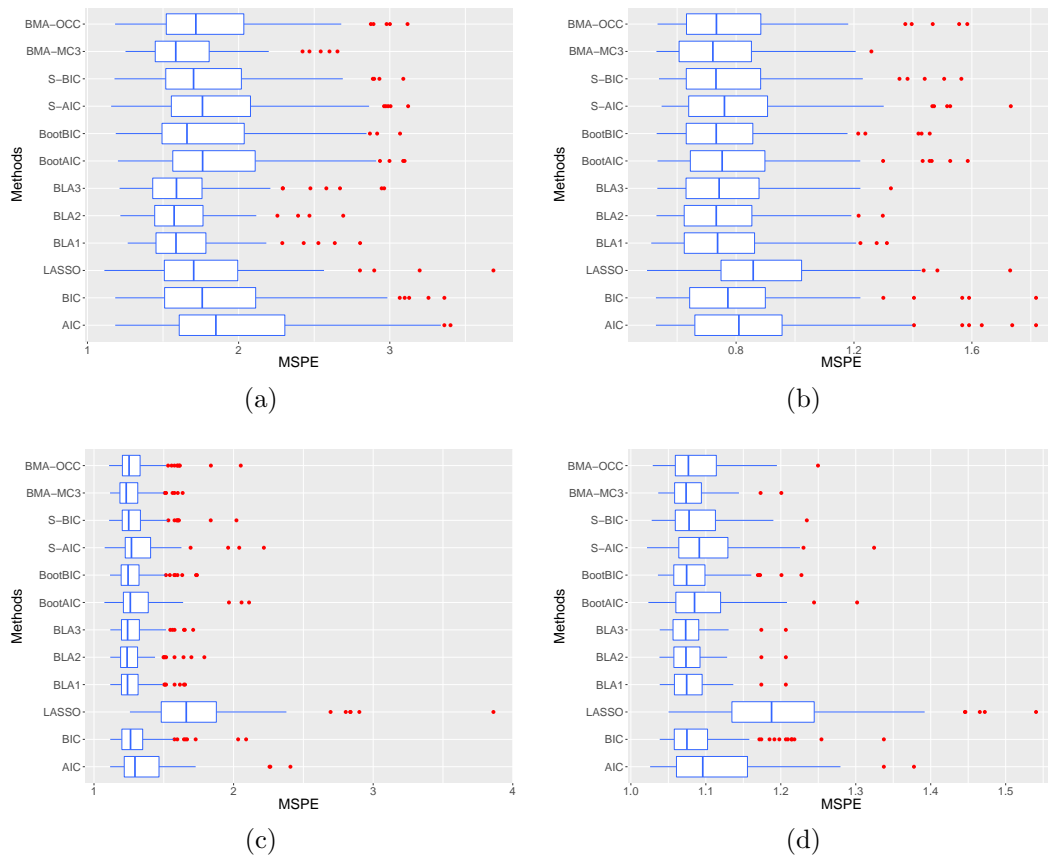 BMA-OCC
BMA-MC3
S-BIC
S-AIC
BootBIC
BootAIC
BLA3
BLA2
BLA1
LASSO
BIC
AIC
Methods
1 2 3
MSPE
(a)
BMA-OCC
BMA-MC3
S-BIC
S-AIC
BootBIC
BootAIC
BLA3
BLA2
BLA1
LASSO
BIC
AIC
Methods
0.8 1.2 1.6
MSPE
(b)
BMA-OCC
BMA-MC3
S-BIC
S-AIC
BootBIC
BootAIC
BLA3
BLA2
BLA1
LASSO
BIC
AIC
Methods
1 2 3 4
MSPE
(c)
BMA-OCC
BMA-MC3
S-BIC
S-AIC
BootBIC
BootAIC
BLA3
BLA2
BLA1
LASSO
BIC
AIC
Methods
1.0 1.1 1.2 1.3 1.4 1.5
MSPE
(d)